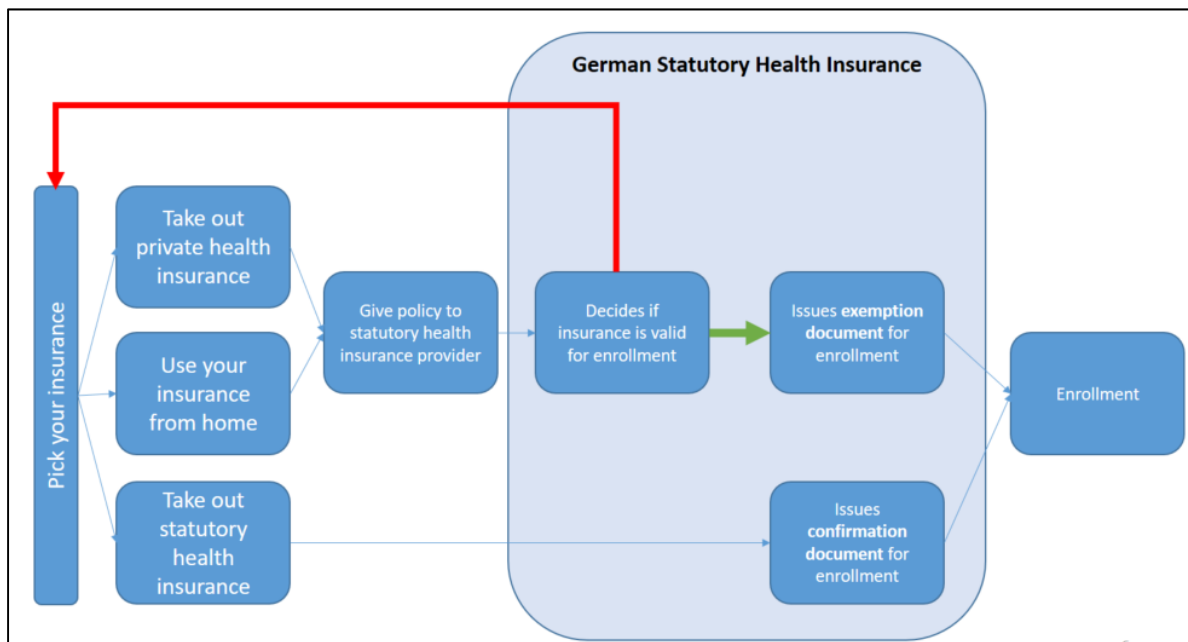 German Statutory Health Insurance
Pick your insurance
Take out
private health
insurance
Use your
insurance
from home
Take out
statutory
health
insurance
Give policy to
statutory health
insurance provider
Decides if
insurance is valid
for enrollment
Issues exemption
document for
enrollment
Issues
confirmation
document for
enrollment
Enrollment